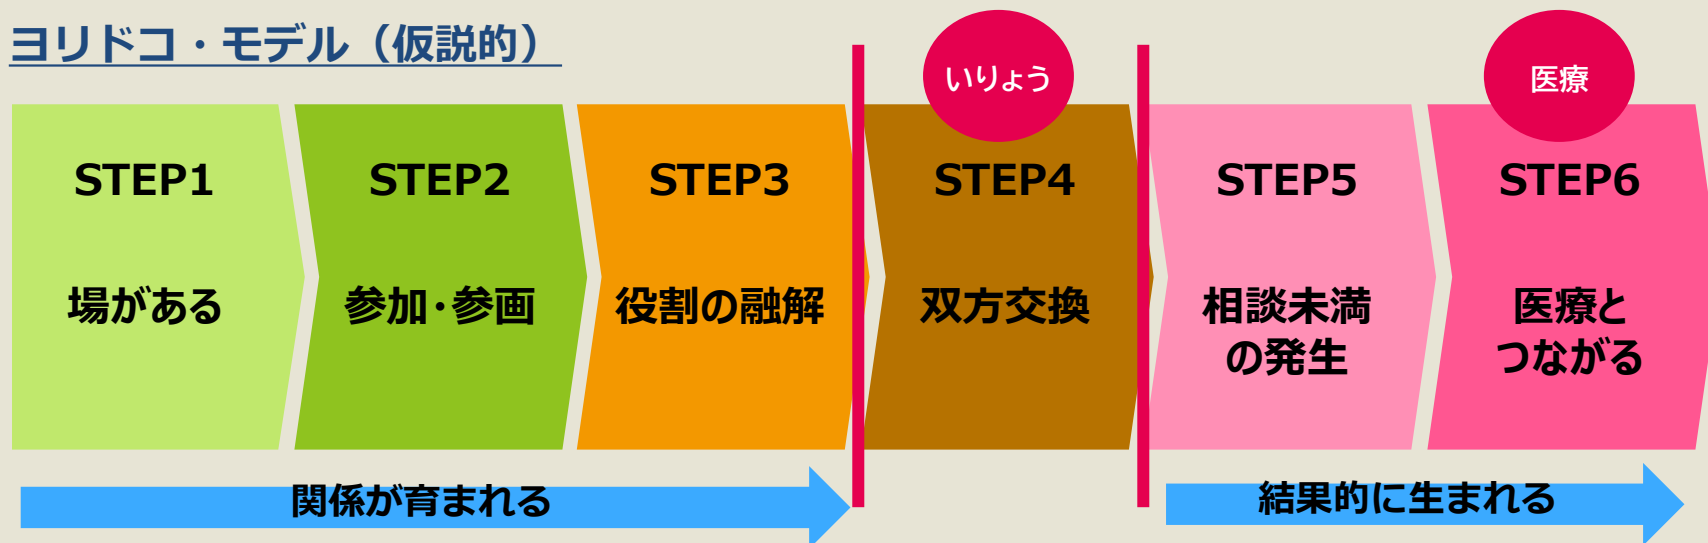 ヨリドコ・モデル（仮説的）
いりょう
医療
STEP1
STEP2
STEP3
STEP4
STEP5
STEP6
場がある
参加･参画
役割の融解
双方交換
相談未満
の発生
医療と
つながる
関係が育まれる
結果的に生まれる